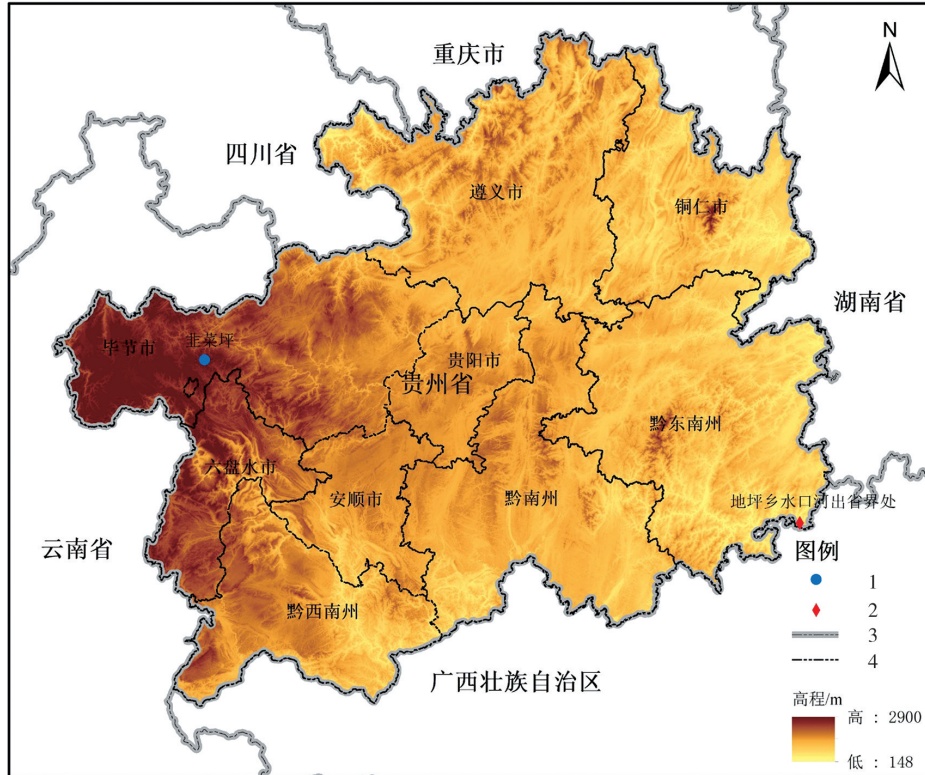 N
重庆市
四川省
遵义市
铜仁市
湖南省
韭菜坪
毕节市
贵阳市
贵州省
黔东南州
六盘水市
安顺市
黔南州
地坪乡水口河出省界处
云南省
黔西南州
广西壮族自治区
图例
1
2
3
4
高程/m
高 : 2900
低 : 148